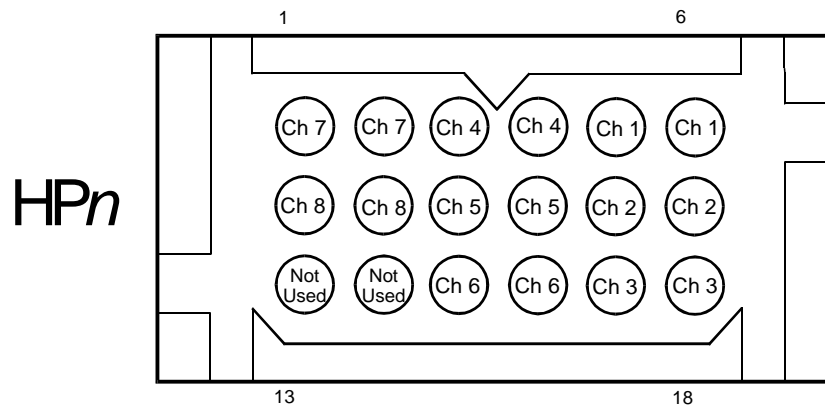 1 6
Ch 7 Ch 7 Ch 4 Ch 4 Ch 1 Ch 1
HPn
Ch 8 Ch 8 Ch 5 Ch 5 Ch 2 Ch 2
Not Used Not Used Ch 6 Ch 6 Ch 3 Ch 3
13 18